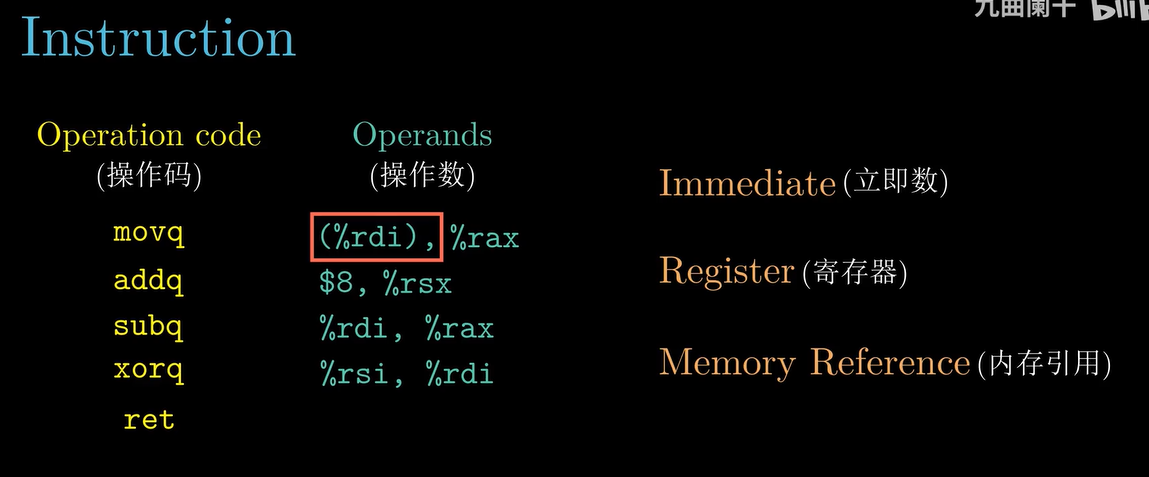 九曲阑干
Instruction
Operation code
(操作码)
Operands
(操作数)
movq (%rdi), %rax
addq $8, %rsx
subq %rdi, %rax
xorq %rsi, %rdi
ret
Immediate (立即数)
Register (寄存器)
Memory Reference (内存引用)